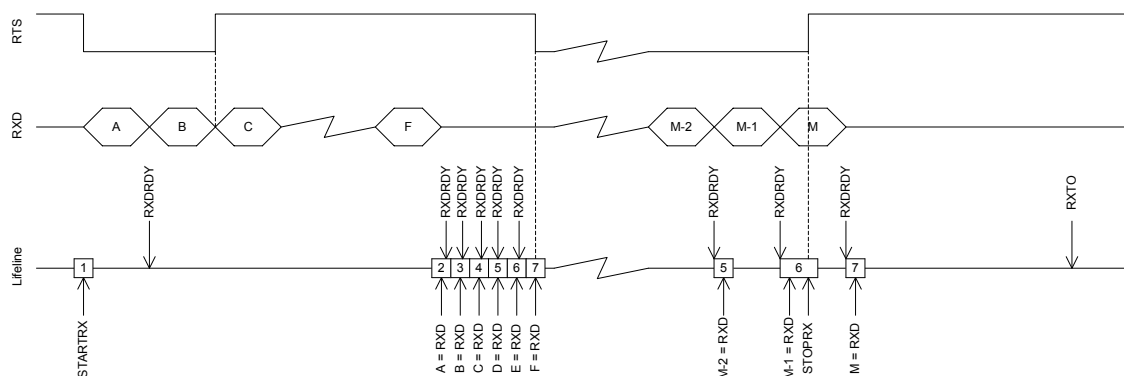 RTS
RXD
A
B
C
F
M-2
M-1
M
Lifeline
RXDRDY
RXDRDY
RXDRDY
RXDRDY
RXDRDY
RXDRDY
RXDRDY
RXDRDY
RXDRDY
RXTO
1
2
3
4
5
6
7
5
6
7
STARTRX
A = RXD
B = RXD
C = RXD
D = RXD
E = RXD
F = RXD
M-2 = RXD
M-1 = RXD
STOPRX
M = RXD